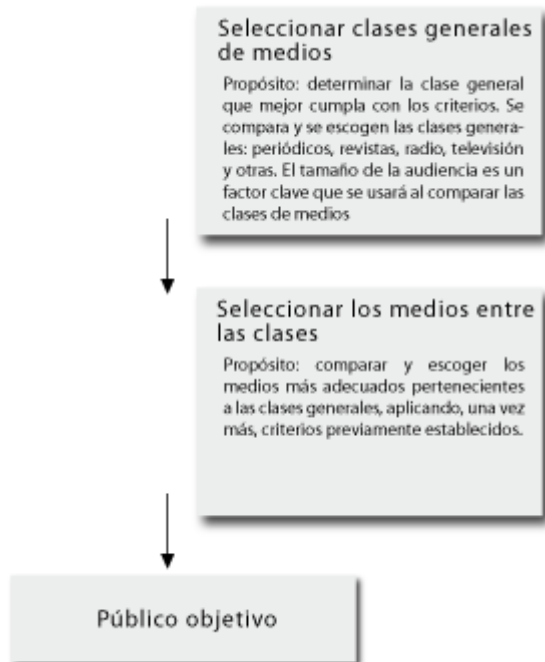 Seleccionar clases generales
de medios
Propósito: determinar la clase general
que mejor cumpla con los criterios. Se
compara y se escogen las clases genera-
les: periódicos, revistas, radio, televisión
y otras. El tamaño de la audiencia es un
factor clave que se usará al comparar las
clases de medios
Seleccionar los medios entre
las clases
Propósito: comparar y escoger los
medios más adecuados pertenecientes
a las clases generales, aplicando, una vez
más, criterios previamente establecidos.
Público objetivo